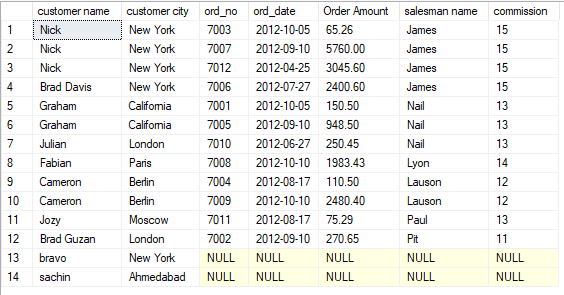 customer name customer city ord_no ord_date Order Amount salesman name commission
1 Nick New York 7003 2012-10-05 65.26 James 15
2 Nick New York 7007 2012-09-10 5760.00 James 15
3 Nick New York 7012 2012-04-25 3045.60 James 15
4 Brad Davis New York 7006 2012-07-27 2400.60 James 15
5 Graham California 7001 2012-10-05 150.50 Nail 13
6 Graham California 7005 2012-09-10 948.50 Nail 13
7 Julian London 7010 2012-06-27 250.45 Nail 13
8 Fabian Paris 7008 2012-10-10 1983.43 Lyon 14
9 Cameron Berlin 7004 2012-08-17 110.50 Lauson 12
10 Cameron Berlin 7009 2012-10-10 2480.40 Lauson 12
11 Jozy Moscow 7011 2012-08-17 75.29 Paul 13
12 Brad Guzan London 7002 2012-09-10 270.65 Pit 11
13 bravo New York NULL NULL NULL NULL NULL
14 sachin Ahmedabad NULL NULL NULL NULL NULL